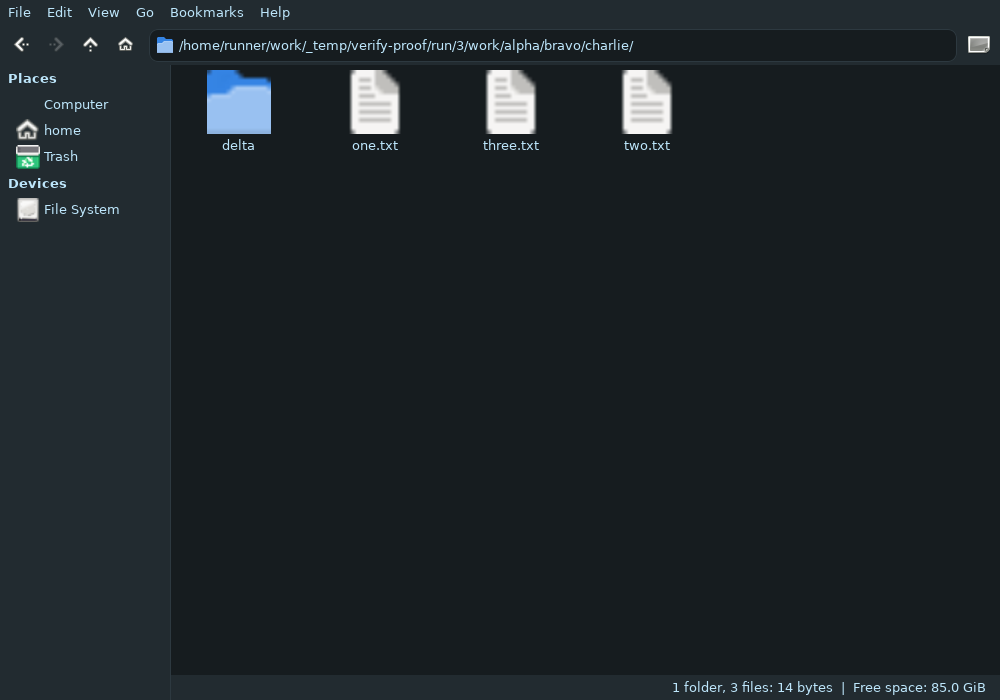 File Edit View Go Bookmarks Help
/home/runner/work/_temp/verify-proof/run/3/work/alpha/bravo/charlie/
Places
Computer
home
Trash
Devices
File System
delta one.txt three.txt two.txt
1 folder, 3 files: 14 bytes | Free space: 85.0 GiB